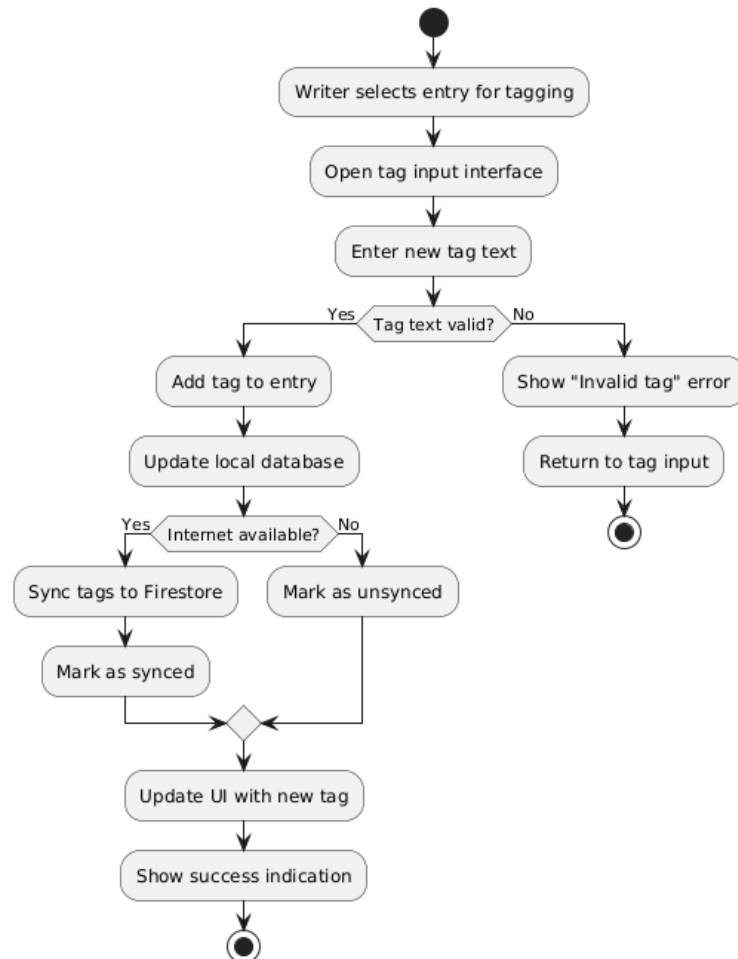 Writer selects entry for tagging
Open tag input interface
Enter new tag text
Yes
Tag text valid?
No
Add tag to entry
Show "Invalid tag" error
Update local database
Return to tag input
Yes
Internet available?
No
Sync tags to Firestore
Mark as unsynced
Mark as synced
Update UI with new tag
Show success indication